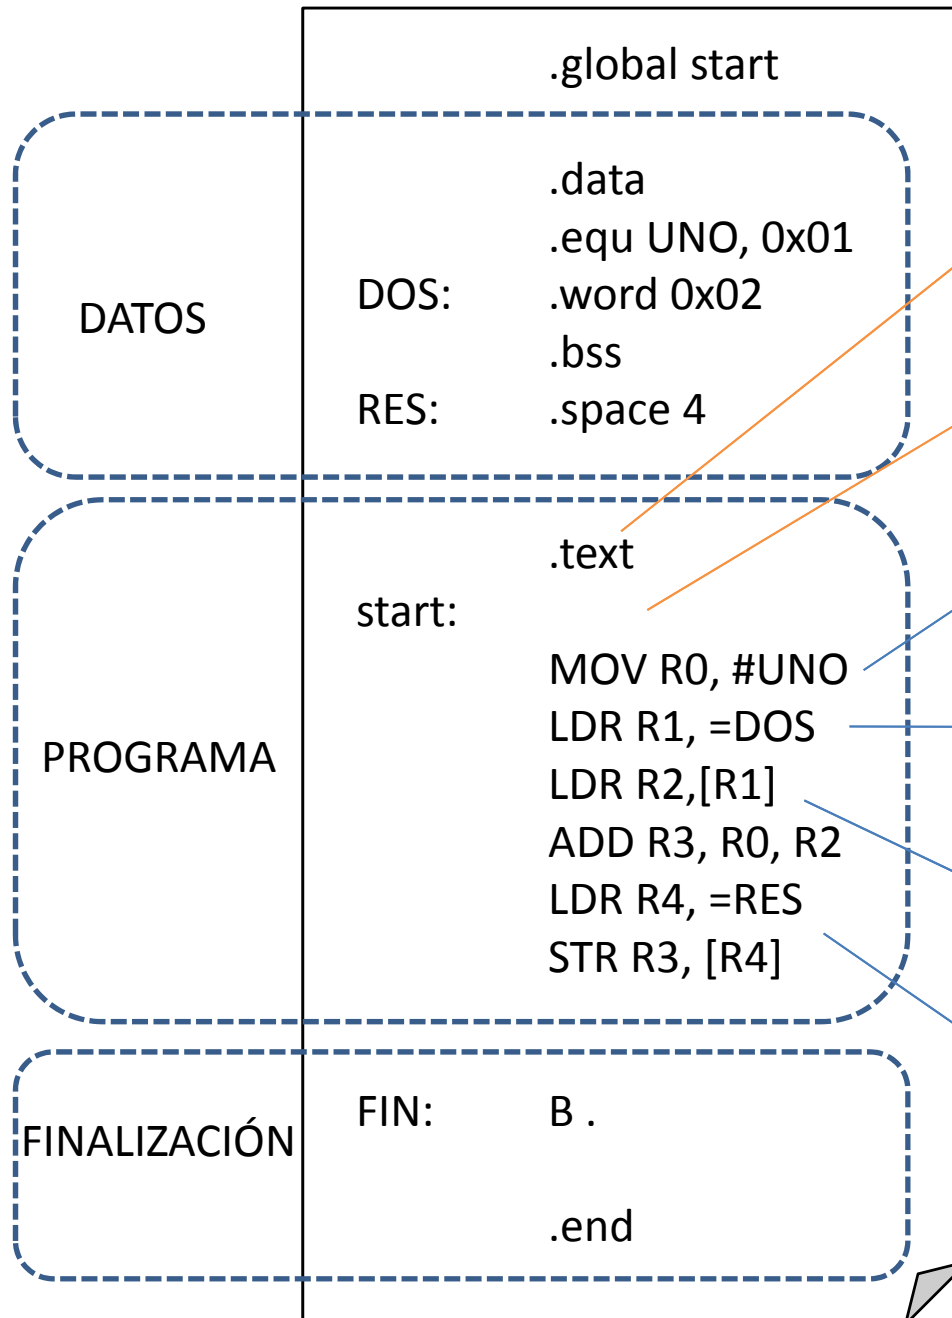 .global start
.data
.equ UNO, 0x01
DOS: .word 0x02
DATOS
.bss
RES: .space 4
.text
start:
MOV R0, #UNO
LDR R1, =DOS
PROGRAMA
LDR R2,[R1]
ADD R3, R0, R2
LDR R4, =RES
STR R3, [R4]
FIN: B .
FINALIZACIÓN
.end